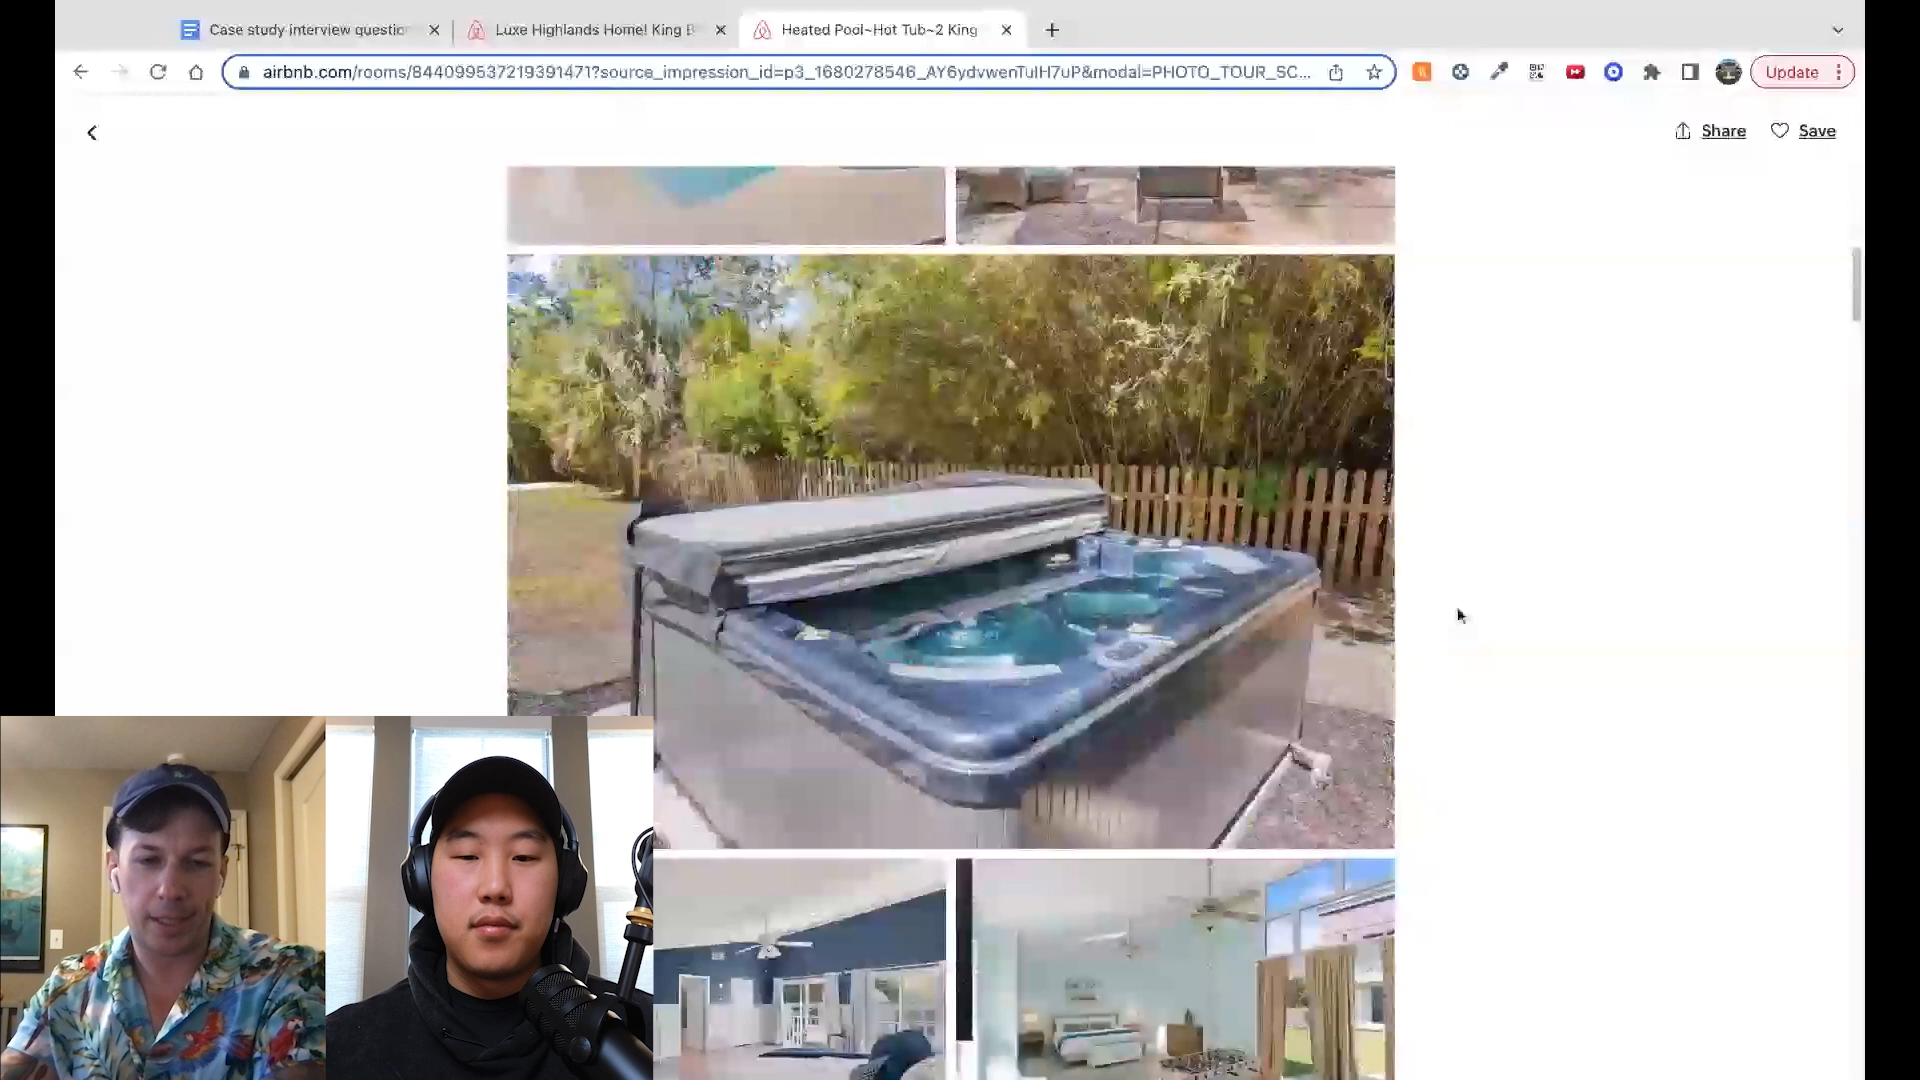 Case study interview questio
Luxe Highlands Home! King B
Heated Pool~Hot Tub~2 King
airbnb.com/rooms/844099537219391471?source_impression_id=p3_1680278546_AY6ydvwenTuIH7uP&modal=PHOTO_TOUR_SC...
Update
Share
Save